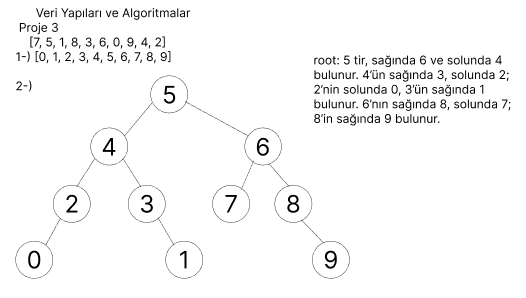 Veri Yapıları ve Algoritmalar
Proje 3
[7, 5, 1, 8, 3, 6, 0, 9, 4, 2]
1-) [0, 1, 2, 3, 4, 5, 6, 7, 8, 9]
root: 5 tir, sağında 6 ve solunda 4
bulunur. 4'ün sağında 3, solunda 2;
2'nin solunda 0, 3'ün sağında 1
bulunur. 6'nın sağında 8, solunda 7;
8'in sağında 9 bulunur.
2-)
5
4 6
2 3 7 8
0 1 9